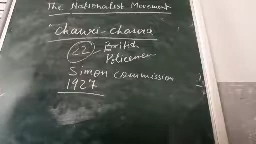 The Nationalist Movement
Chauri-Chaura
22 British
Policemen
Simon Commission
1927